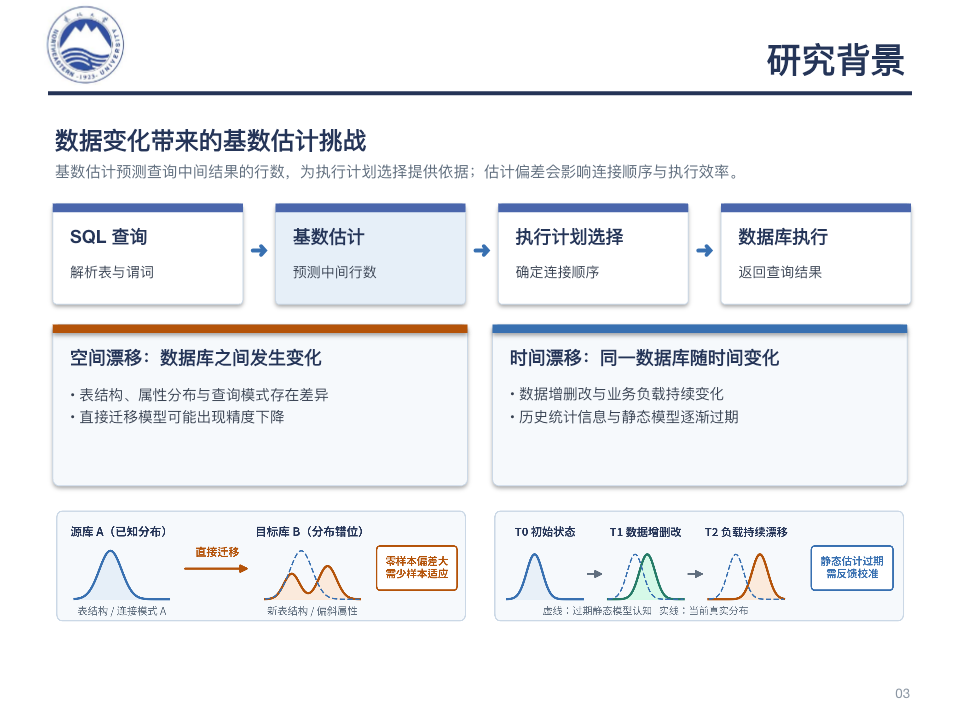 东北大学
NORTHEASTERN UNIVERSITY
·1923·
研究背景
数据变化带来的基数估计挑战
基数估计预测查询中间结果的行数，为执行计划选择提供依据；估计偏差会影响连接顺序与执行效率。
SQL 查询
解析表与谓词
基数估计
预测中间行数
执行计划选择
确定连接顺序
数据库执行
返回查询结果
空间漂移：数据库之间发生变化
• 表结构、属性分布与查询模式存在差异
• 直接迁移模型可能出现精度下降
时间漂移：同一数据库随时间变化
• 数据增删改与业务负载持续变化
• 历史统计信息与静态模型逐渐过期
源库 A（已知分布）
直接迁移
目标库 B（分布错位）
零样本偏差大
需少样本适应
表结构 / 连接模式 A
新表结构 / 偏斜属性
T0 初始状态
T1 数据增删改
T2 负载持续漂移
静态估计过期
需反馈校准
虚线：过期静态模型认知 实线：当前真实分布
03